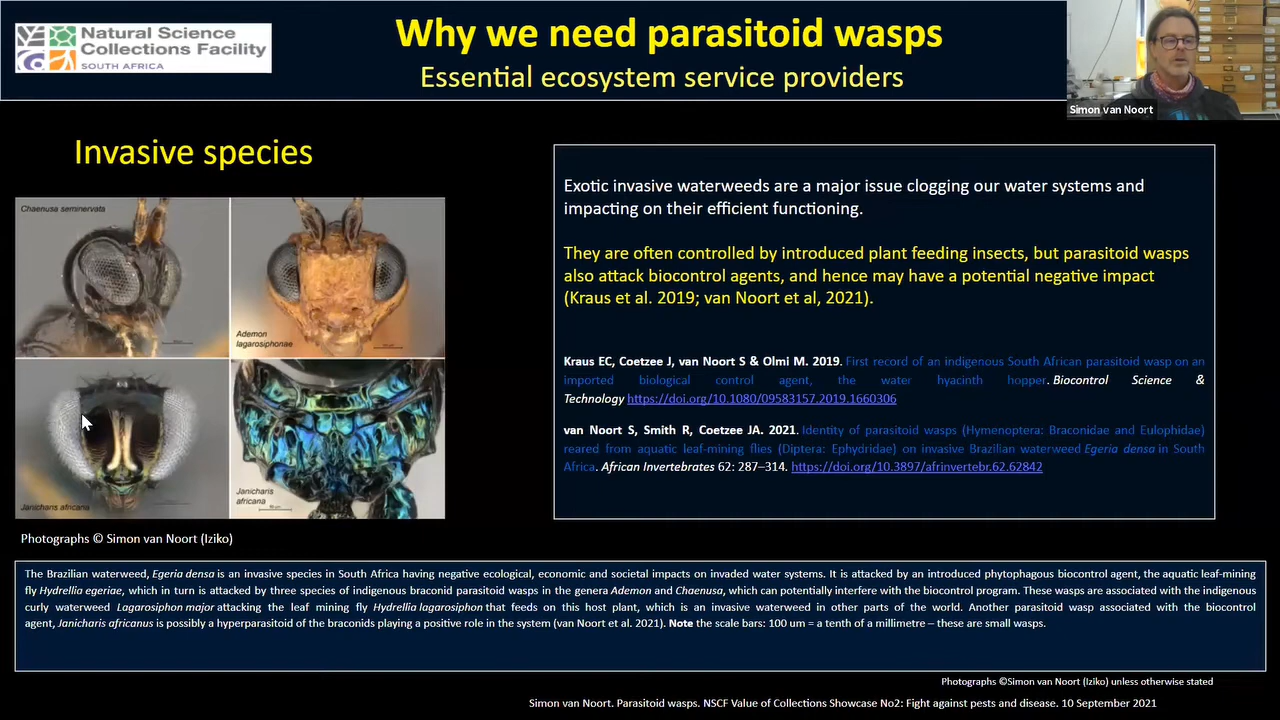 Natural Science
Collections Facility
SOUTH AFRICA
Why we need parasitoid wasps
Essential ecosystem service providers
Simon van Noort
Invasive species
Chaenusa seminervata
Ademon
lagarosiphonae
Janicharis africana
Janicharis
africana
Photographs © Simon van Noort (Iziko)
Exotic invasive waterweeds are a major issue clogging our water systems and
impacting on their efficient functioning.
They are often controlled by introduced plant feeding insects, but parasitoid wasps
also attack biocontrol agents, and hence may have a potential negative impact
(Kraus et al. 2019; van Noort et al, 2021).
Kraus EC, Coetzee J, van Noort S & Olmi M. 2019. First record of an indigenous South African parasitoid wasp on an
imported biological control agent, the water hyacinth hopper. Biocontrol Science &
Technology https://doi.org/10.1080/09583157.2019.1660306
van Noort S, Smith R, Coetzee JA. 2021. Identity of parasitoid wasps (Hymenoptera: Braconidae and Eulophidae)
reared from aquatic leaf-mining flies (Diptera: Ephydridae) on invasive Brazilian waterweed Egeria densa in South
Africa. African Invertebrates 62: 287–314. https://doi.org/10.3897/afrinvertebr.62.62842
The Brazilian waterweed, Egeria densa is an invasive species in South Africa having negative ecological, economic and societal impacts on invaded water systems. It is attacked by an introduced phytophagous biocontrol agent, the aquatic leaf-mining
fly Hydrellia egeriae, which in turn is attacked by three species of indigenous braconid parasitoid wasps in the genera Ademon and Chaenusa, which can potentially interfere with the biocontrol program. These wasps are associated with the indigenous
curly waterweed Lagarosiphon major attacking the leaf mining fly Hydrellia lagarosiphon that feeds on this host plant, which is an invasive waterweed in other parts of the world. Another parasitoid wasp associated with the biocontrol
agent, Janicharis africanus is possibly a hyperparasitoid of the braconids playing a positive role in the system (van Noort et al. 2021). Note the scale bars: 100 um = a tenth of a millimetre – these are small wasps.
Photographs ©Simon van Noort (Iziko) unless otherwise stated
Simon van Noort. Parasitoid wasps. NSCF Value of Collections Showcase No2: Fight against pests and disease. 10 September 2021